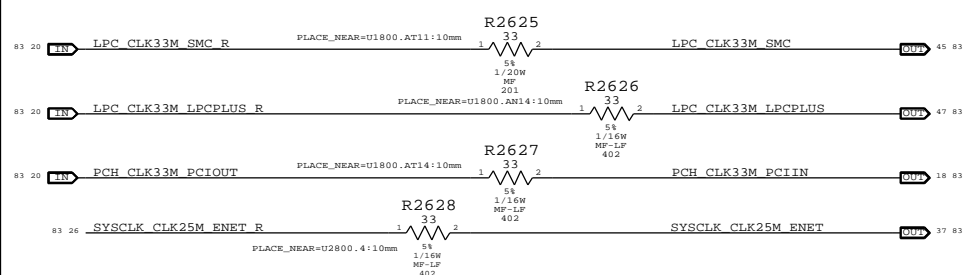 R2625
83 20 IN LPC_CLK33M_SMC_R PLACE_NEAR=U1800.AT11:10mm 1 33 2 LPC_CLK33M_SMC OUT 45 83
5%
1/20W
MF
201
R2626
83 20 IN LPC_CLK33M_LPCPLUS_R PLACE_NEAR=U1800.AN14:10mm 1 33 2 LPC_CLK33M_LPCPLUS OUT 47 83
5%
1/16W
MF-LF
402
R2627
83 20 IN PCH_CLK33M_PCIOUT PLACE_NEAR=U1800.AT14:10mm 1 33 2 PCH_CLK33M_PCIIN OUT 18 83
5%
1/16W
MF-LF
402
R2628
83 26 SYSCLK_CLK25M_ENET_R 1 33 2 SYSCLK_CLK25M_ENET OUT 37 83
PLACE_NEAR=U2800.4:10mm
5%
1/16W
MF-LF
402